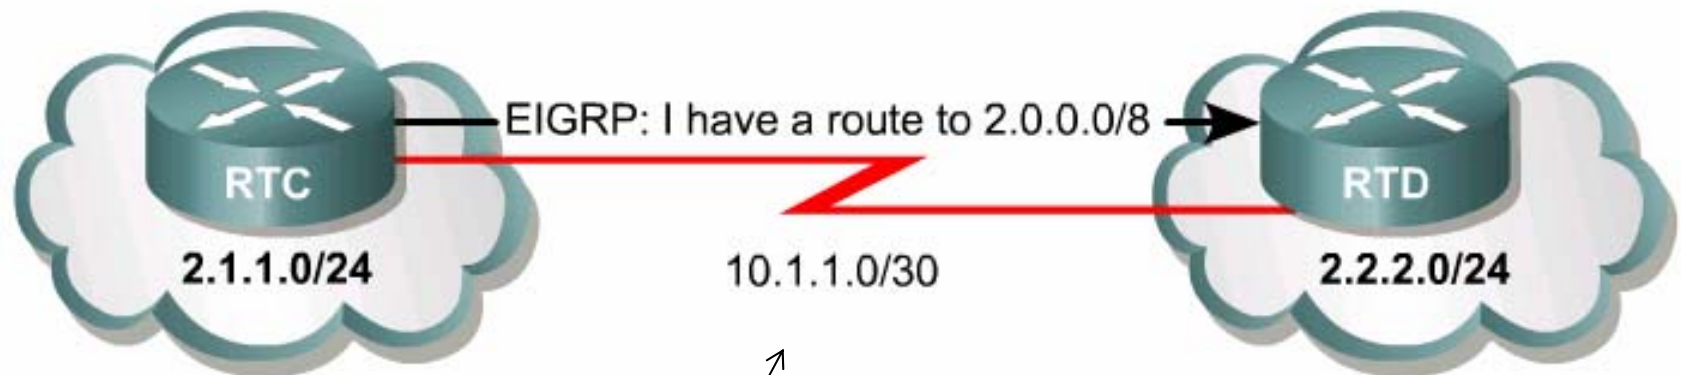 EIGRP: I have a route to 2.0.0.0/8
RTC
RTD
2.1.1.0/24
10.1.1.0/30
2.2.2.0/24